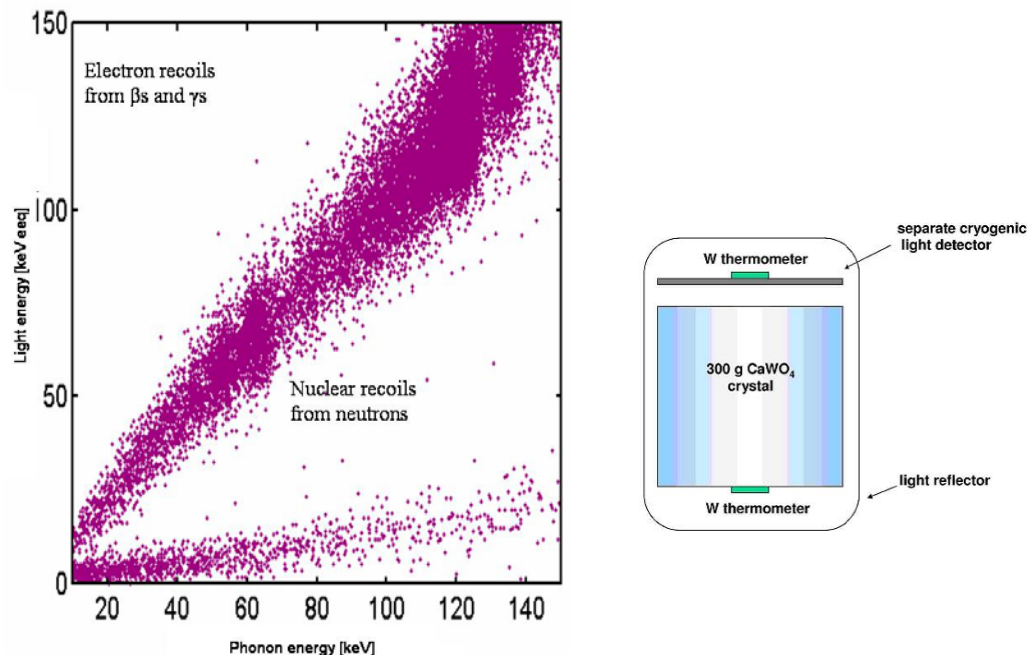 150
Electron recoils
from βs and γs
100
Light energy [keV eeq]
Nuclear recoils
from neutrons
50
0
20 40 60 80 100 120 140
Phonon energy [keV]
separate cryogenic
light detector
W thermometer
300 g CaWO₄
crystal
light reflector
W thermometer